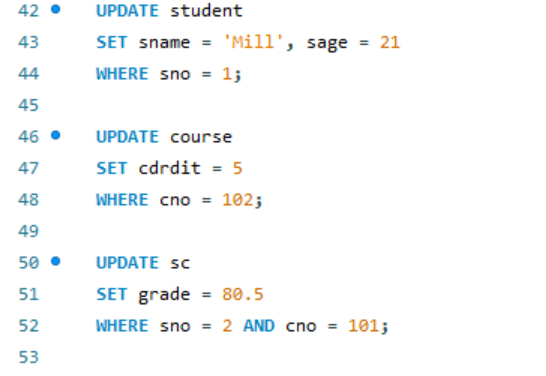 42 UPDATE student
43 SET sname = 'Mill', sage = 21
44 WHERE sno = 1;
45
46 UPDATE course
47 SET cdrdit = 5
48 WHERE cno = 102;
49
50 UPDATE sc
51 SET grade = 80.5
52 WHERE sno = 2 AND cno = 101;
53